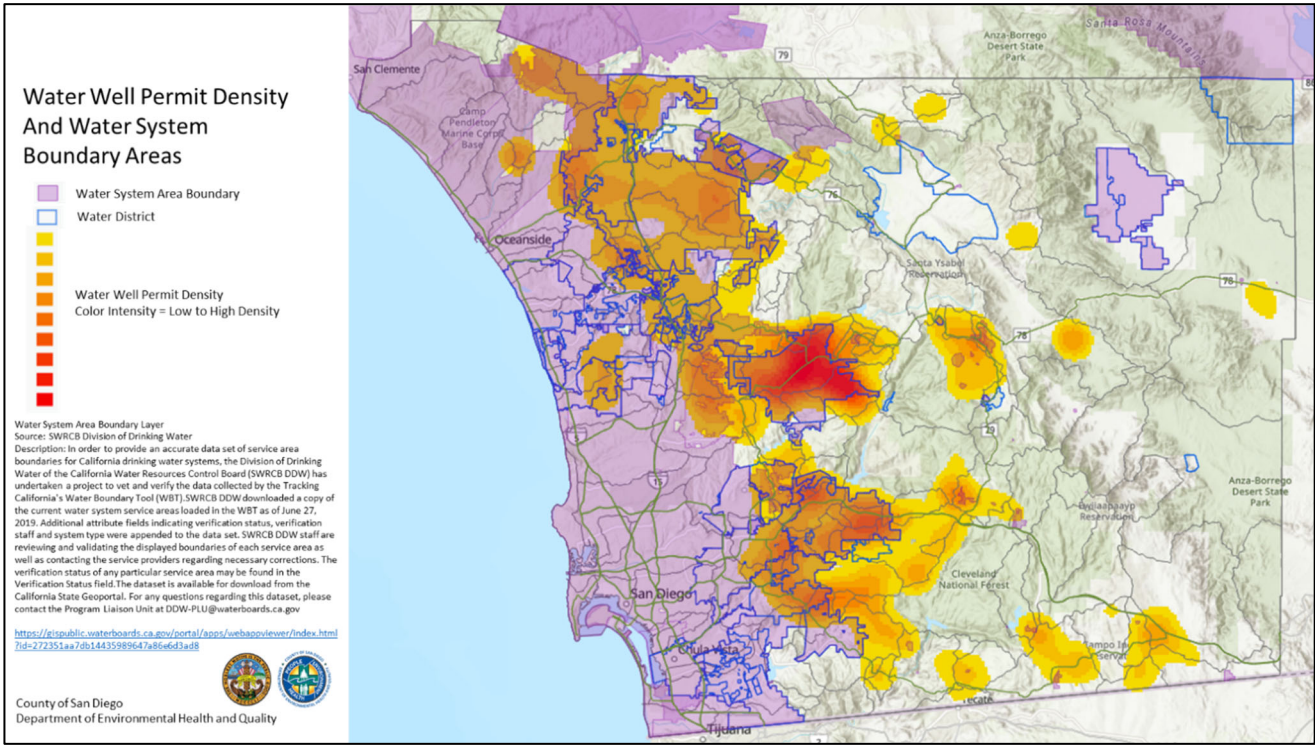 Water Well Permit Density
And Water System
Boundary Areas
Water System Area Boundary
Water District
Water Well Permit Density
Color Intensity = Low to High Density
Water System Area Boundary Layer
Source: SWRCB Division of Drinking Water
Description: In order to provide an accurate data set of service area
boundaries for California drinking water systems, the Division of Drinking
Water of the California Water Resources Control Board (SWRCB DDW) has
undertaken a project to vet and verify the data collected by the Tracking
California's Water Boundary Tool (WBT).SWRCB DDW downloaded a copy of
the current water system service areas loaded in the WBT as of June 27,
2019. Additional attribute fields indicating verification status, verification
staff and system type were appended to the data set. SWRCB DDW staff are
reviewing and validating the displayed boundaries of each service area as
well as contacting the service providers regarding necessary corrections. The
verification status of any particular service area may be found in the
Verification Status field.The dataset is available for download from the
California State Geoportal. For any questions regarding this dataset, please
contact the Program Liaison Unit at DDW-PLU@waterboards.ca.gov
https://gispublic.waterboards.ca.gov/portal/apps/webappviewer/index.html
?id=272351aa7db14435989647a86e6d3ad8
County of San Diego
Department of Environmental Health and Quality
San Clemente
Camp
Pendleton
Marine Corps
Base
Oceanside
79
Anza-Borrego
Desert State
Park
Santa Rosa Mountains
86
76
Santa Ysabel
Reservation
78
78
78
79
5
15
Anza-Borrego
Desert State
Park
Reservation
Cleveland
National Forest
San Diego
Chula Vista
Tijuana
2